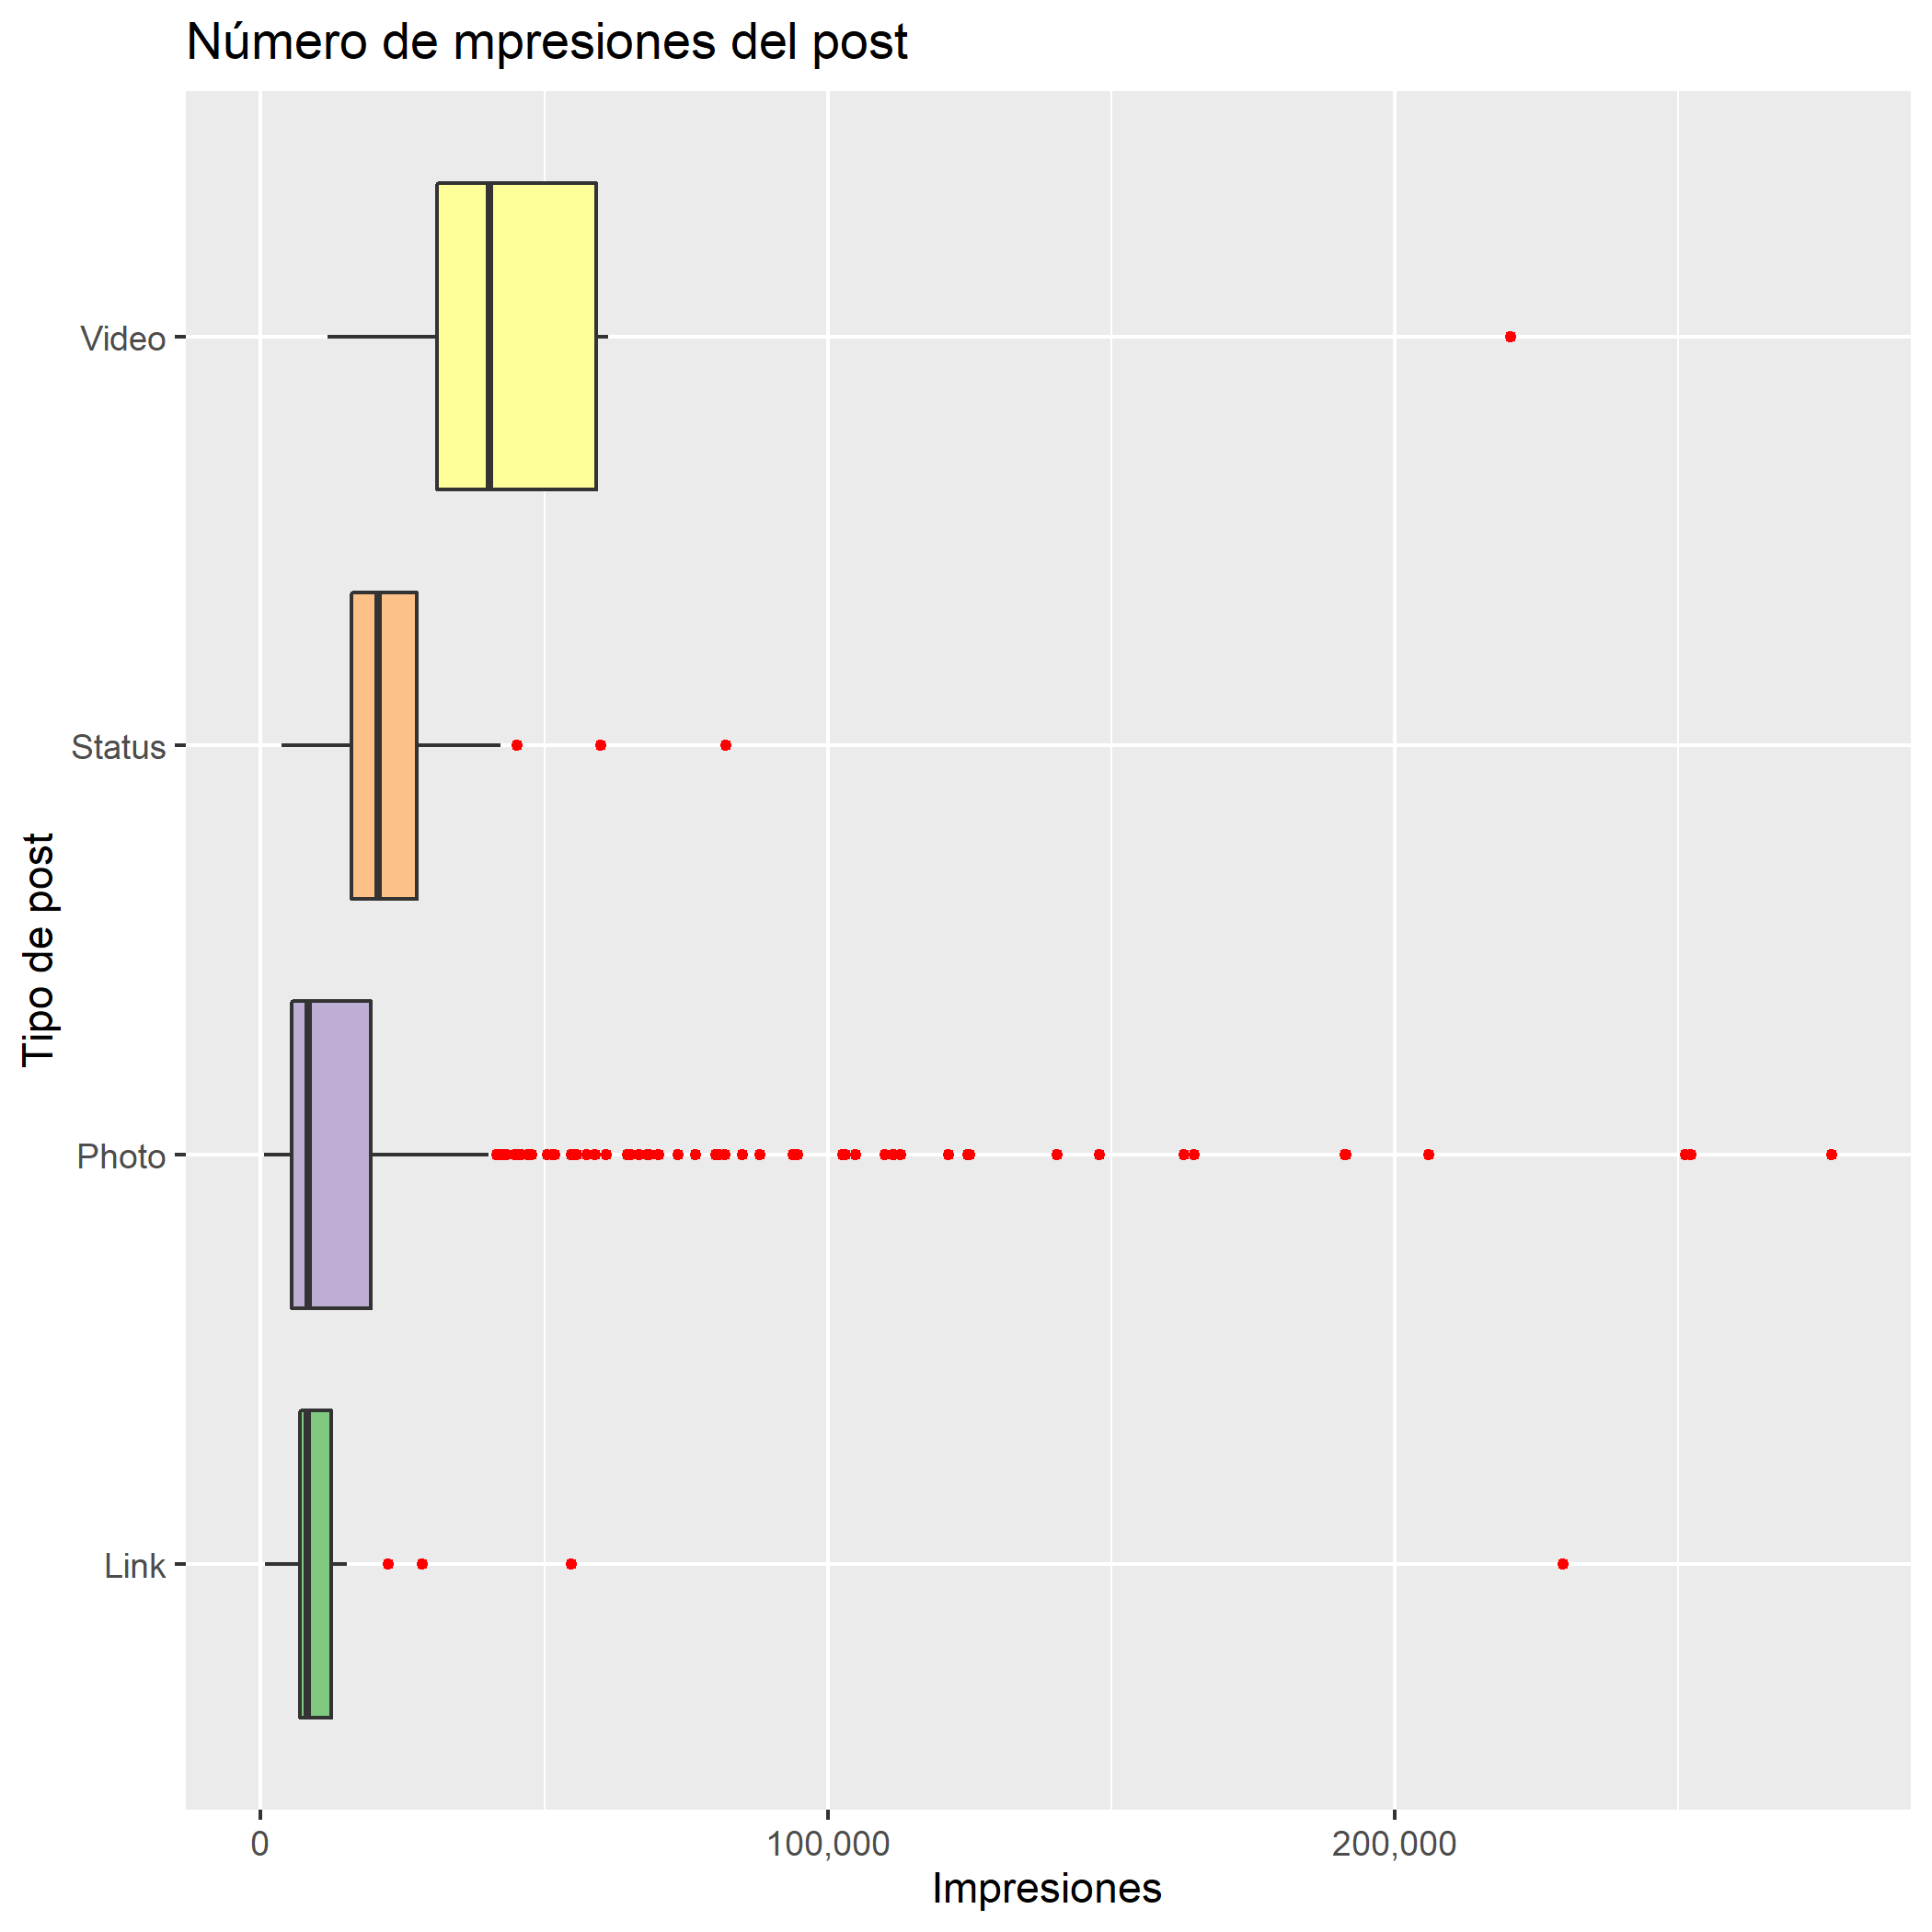 Número de mpresiones del post
Tipo de post
Video
Status
Photo
Link
0
100,000
200,000
Impresiones